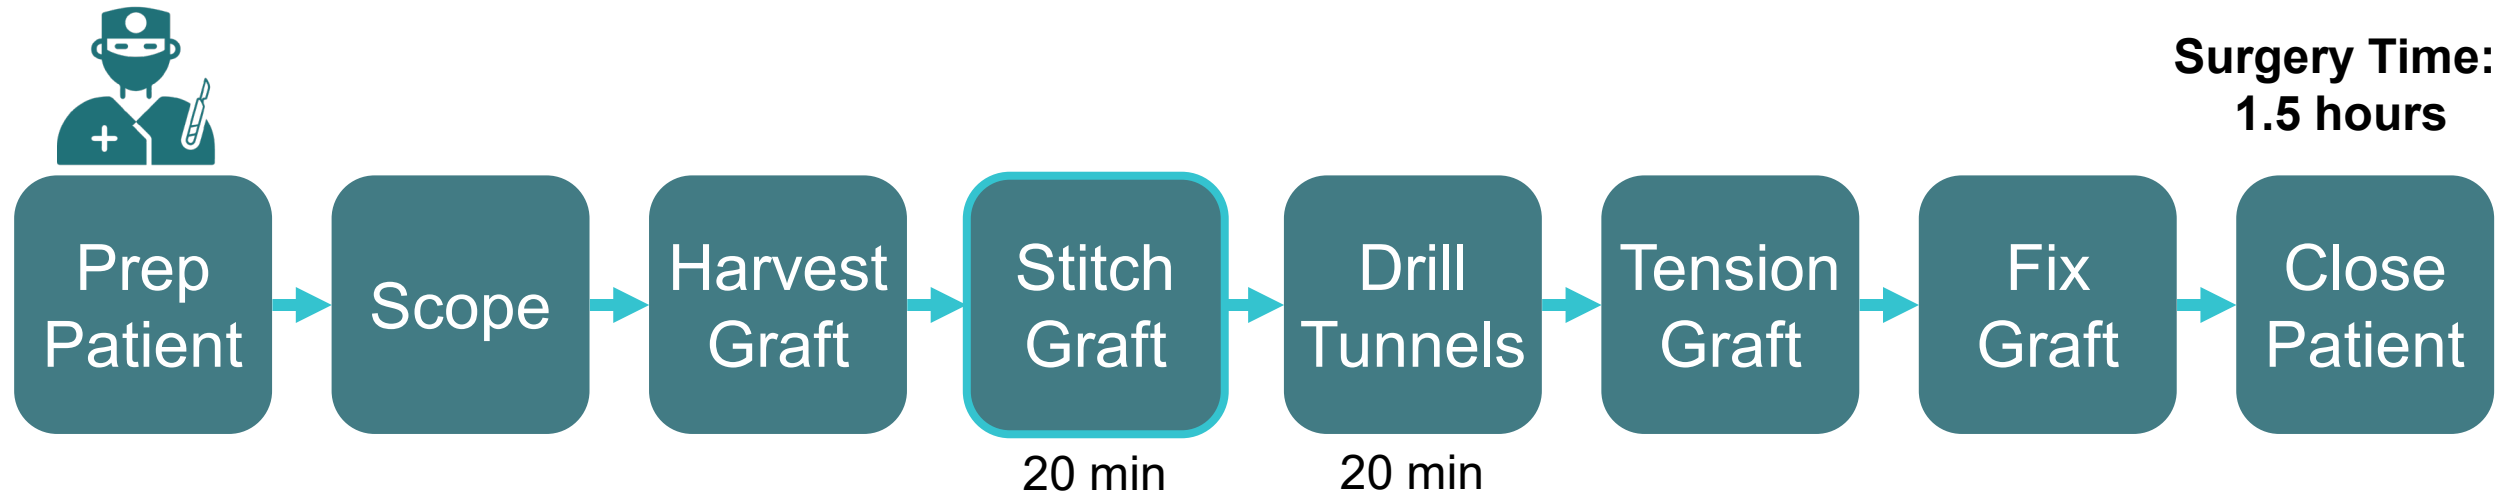 Surgery Time:
1.5 hours
Prep
Patient
Scope
Harvest
Graft
Stitch
Graft
Drill
Tunnels
Tension
Graft
Fix
Graft
Close
Patient
20 min
20 min